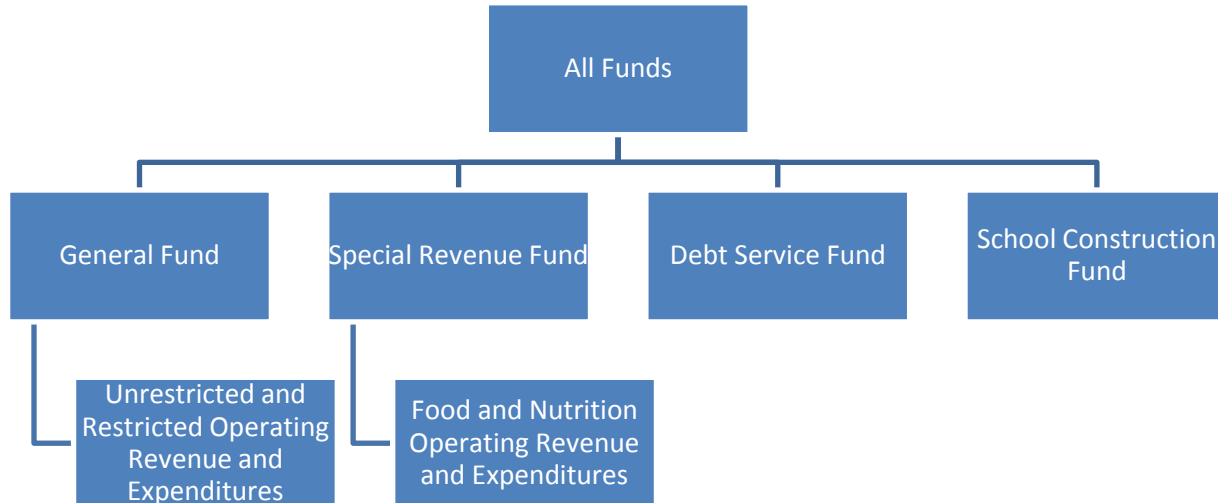 All Funds
General Fund
Special Revenue Fund
Debt Service Fund
School Construction
Fund
Unrestricted and
Restricted Operating
Revenue and
Expenditures
Food and Nutrition
Operating Revenue
and Expenditures